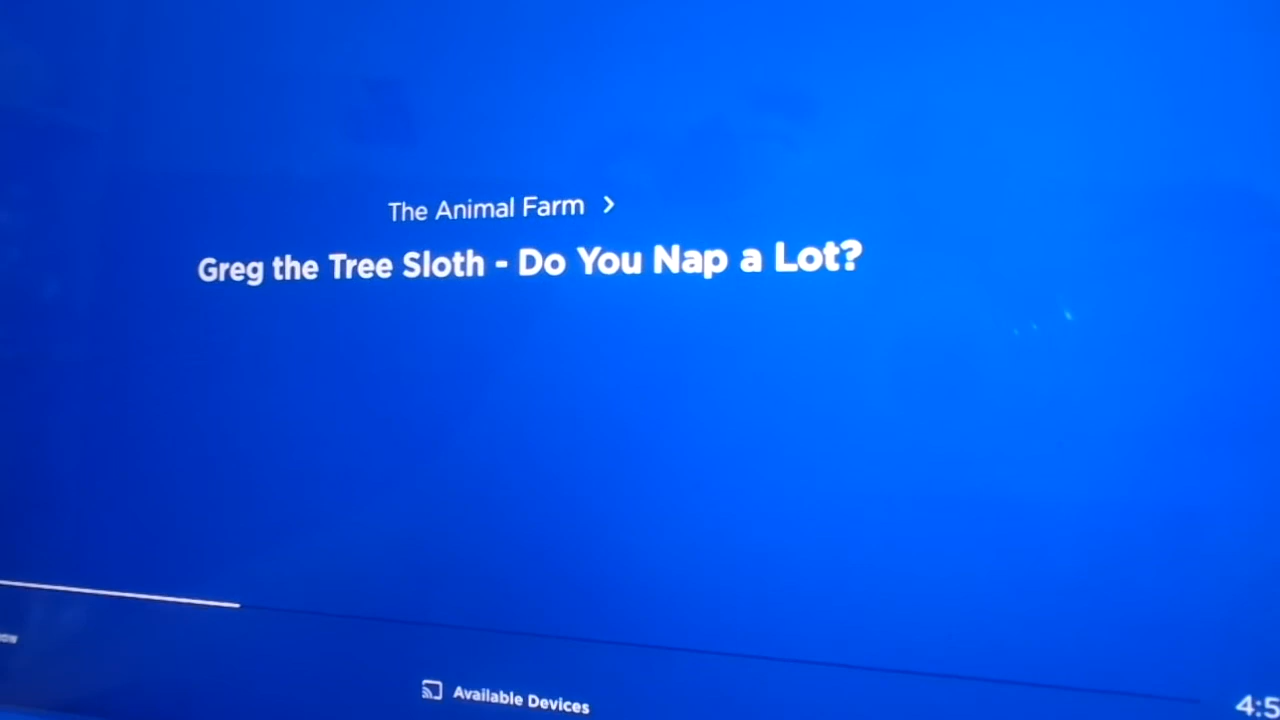 The Animal Farm
Greg the Tree Sloth - Do You Nap a Lot?
Available Devices